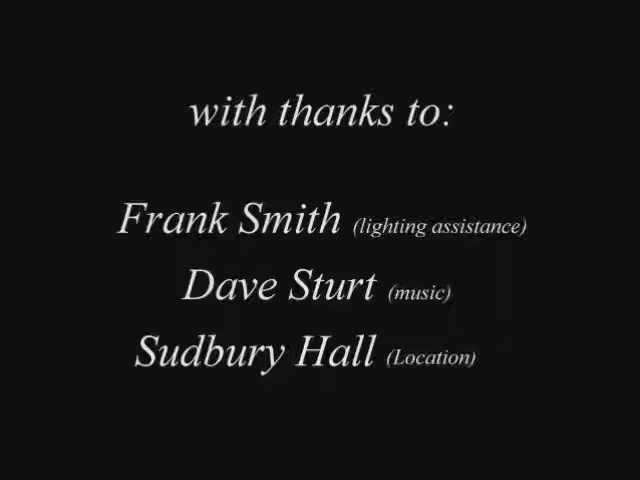 with thanks to:
Frank Smith (lighting assistance)
Dave Sturt (music)
Sudbury Hall (Location)